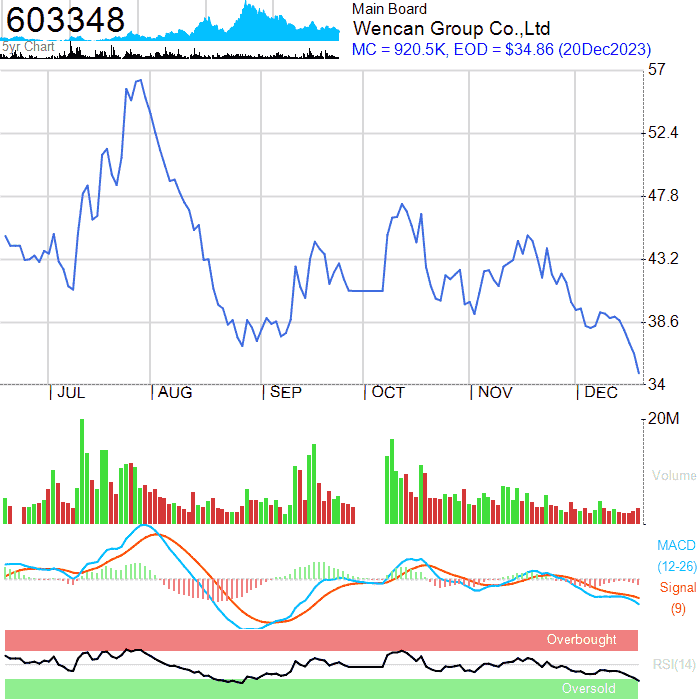 603348
5yr Chart
Main Board
Wencan Group Co.,Ltd
MC = 920.5K, EOD = $34.86 (20Dec2023)
57
52.4
47.8
43.2
38.6
34
JUL AUG SEP OCT NOV DEC
20M
Volume
MACD
(12-26)
Signal
(9)
Overbought
RSI(14)
Oversold